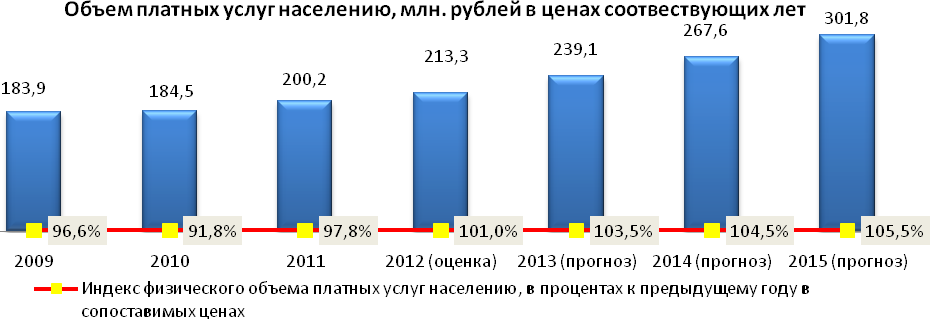 Объем платных услуг населению, млн. рублей в ценах соотвествующих лет
183,9
184,5
200,2
213,3
239,1
267,6
301,8
96,6%
91,8%
97,8%
101,0%
103,5%
104,5%
105,5%
2009
2010
2011
2012 (оценка)
2013 (прогноз)
2014 (прогноз)
2015 (прогноз)
Индекс физического объема платных услуг населению, в процентах к предыдущему году в
сопоставимых ценах